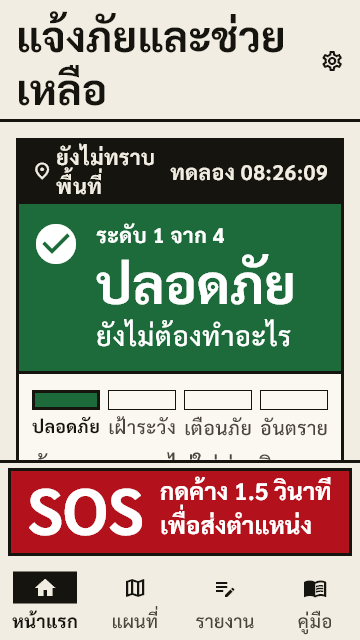 แจ้งภัยและช่วย
เหลือ
ยังไม่ทราบ
พื้นที่
ทดลอง 08:26:09
ระดับ 1 จาก 4
ปลอดภัย
ยังไม่ต้องทำอะไร
ปลอดภัย เฝ้าระวัง เตือนภัย อันตราย
SOS
กดค้าง 1.5 วินาที
เพื่อส่งตำแหน่ง
หน้าแรก แผนที่ รายงาน คู่มือ